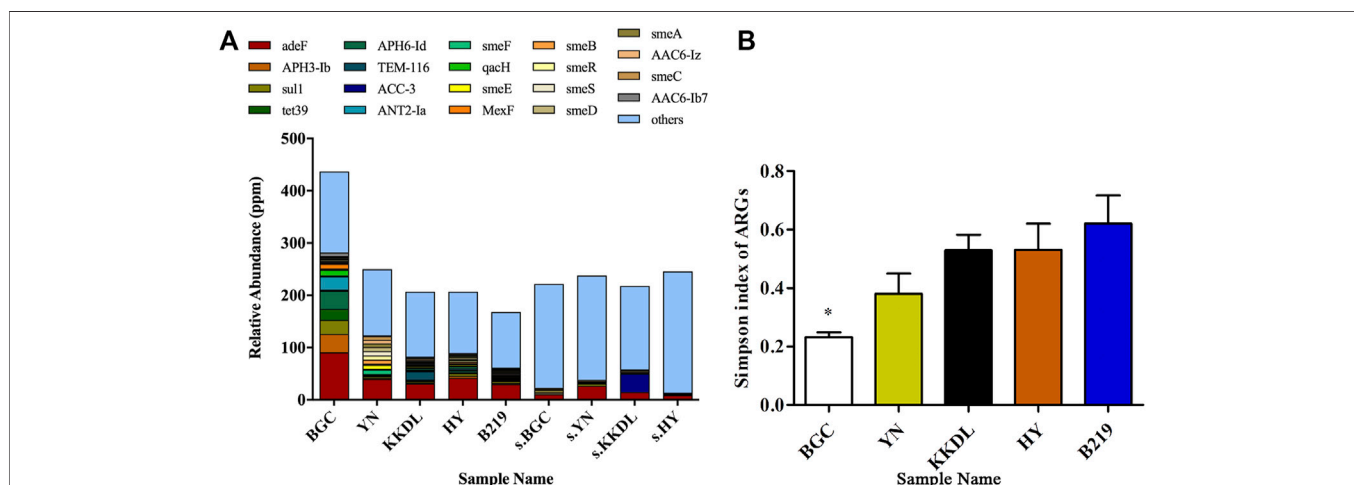 A
adeF
APH3-Ib
sul1
tet39
APH6-Id
TEM-116
ACC-3
ANT2-Ia
smeF
qacH
smeE
MexF
smeB
smeR
smeS
smeD
smeA
AAC6-Iz
smeC
AAC6-Ib7
others
Relative Abundance (ppm)
500
400
300
200
100
0
BGC
YN
KKDL
HY
B219
s.BGC
s.YN
s.KKDL
s.HY
Sample Name
B
Simpson index of ARGs
0.8
0.6
0.4
0.2
0.0
*
BGC
YN
KKDL
HY
B219
Sample Name